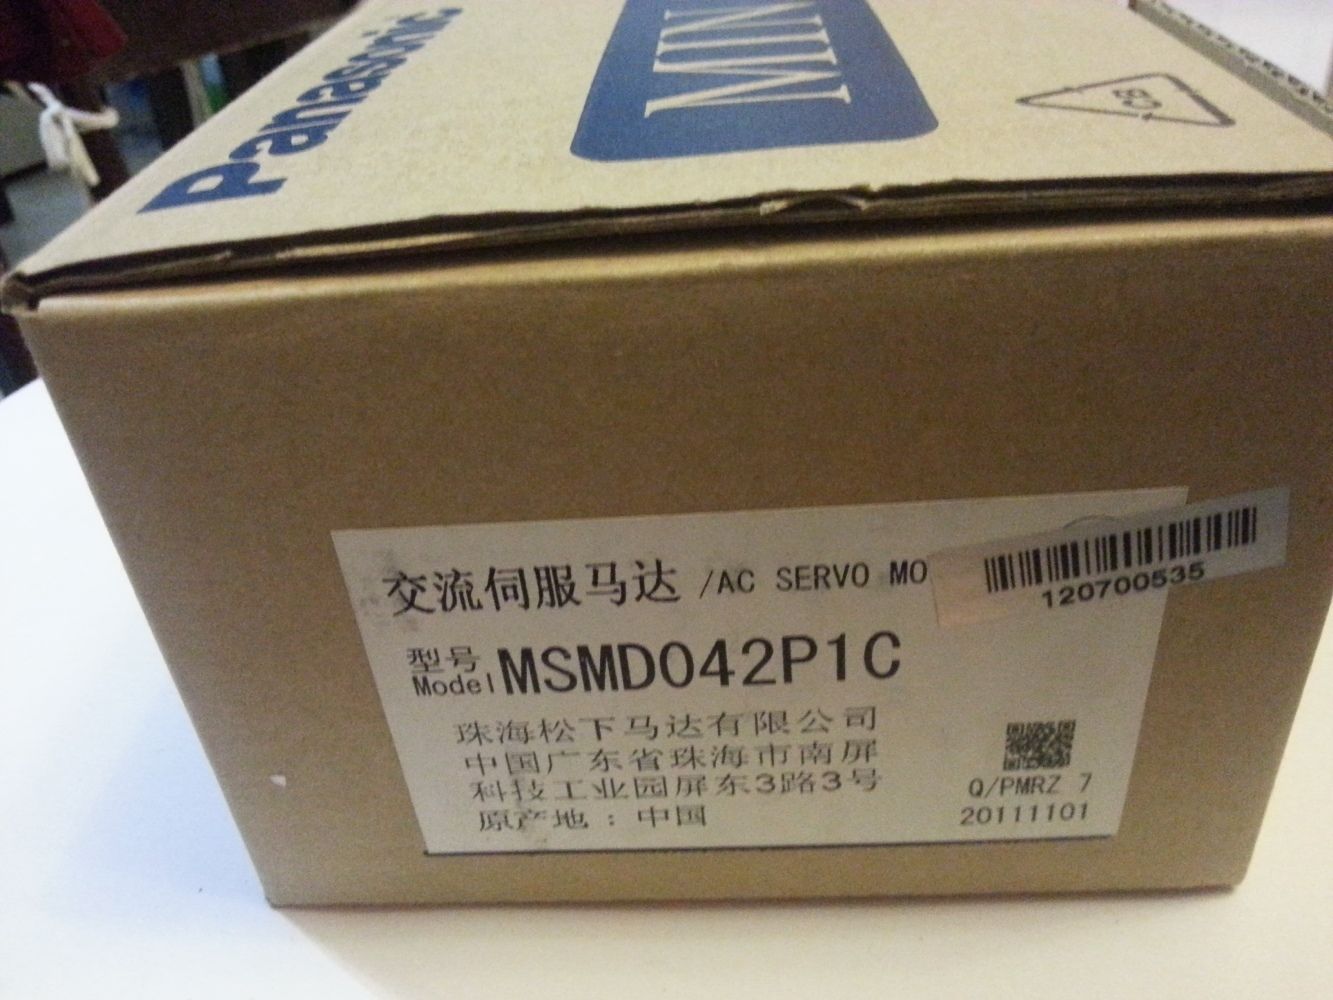 Panasonic
MIN
CB
交流伺服马达 /AC SERVO MO
120700535
型号
Model MSMD042P1C
珠海松下马达有限公司
中国广东省珠海市南屏
科技工业园屏东3路3号
原产地：中国
Q/PMRZ 7
20111101